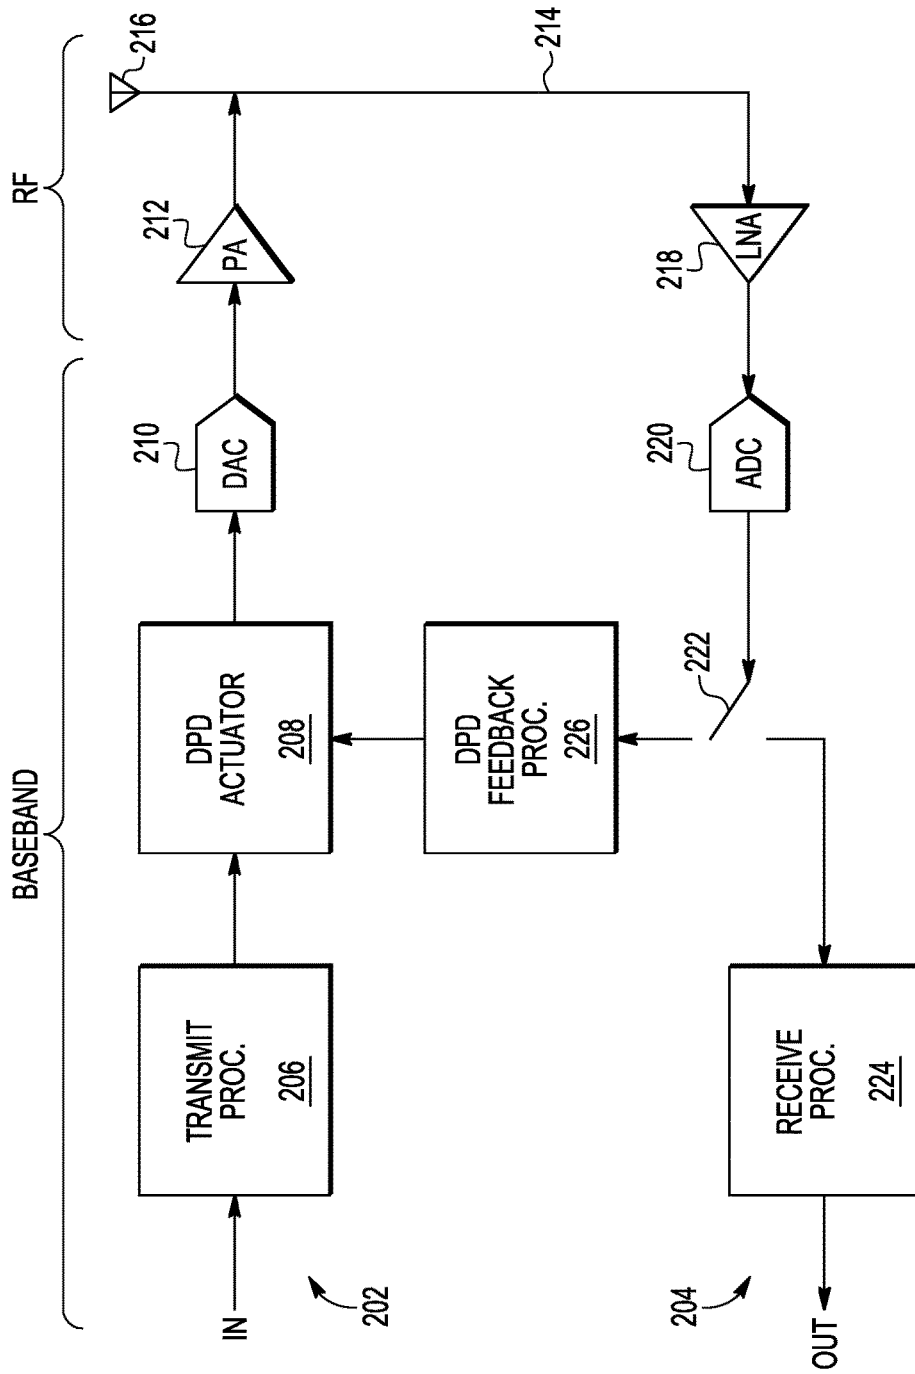 BASEBAND
RF
IN
TRANSMIT
PROC.
206
DPD
ACTUATOR
208
210
DAC
212
PA
216
214
202
DPD
FEEDBACK
PROC.
226
222
220
ADC
218
LNA
204
OUT
RECEIVE
PROC.
224